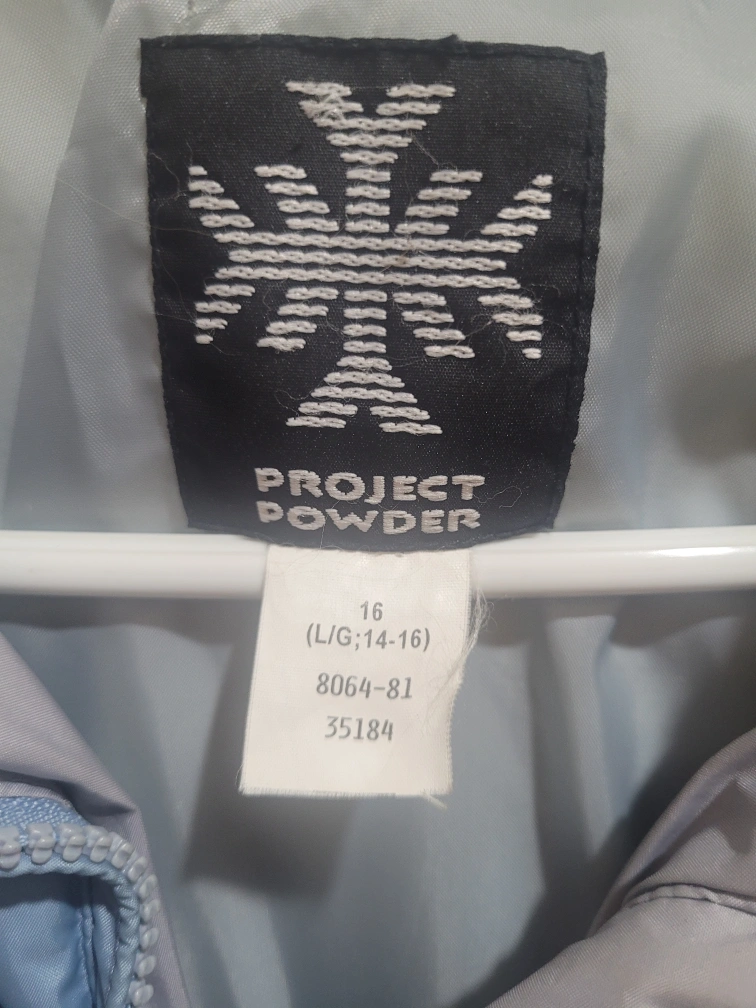 PROJECT
POWDER
16
(L/G;14-16)
8064-81
35184